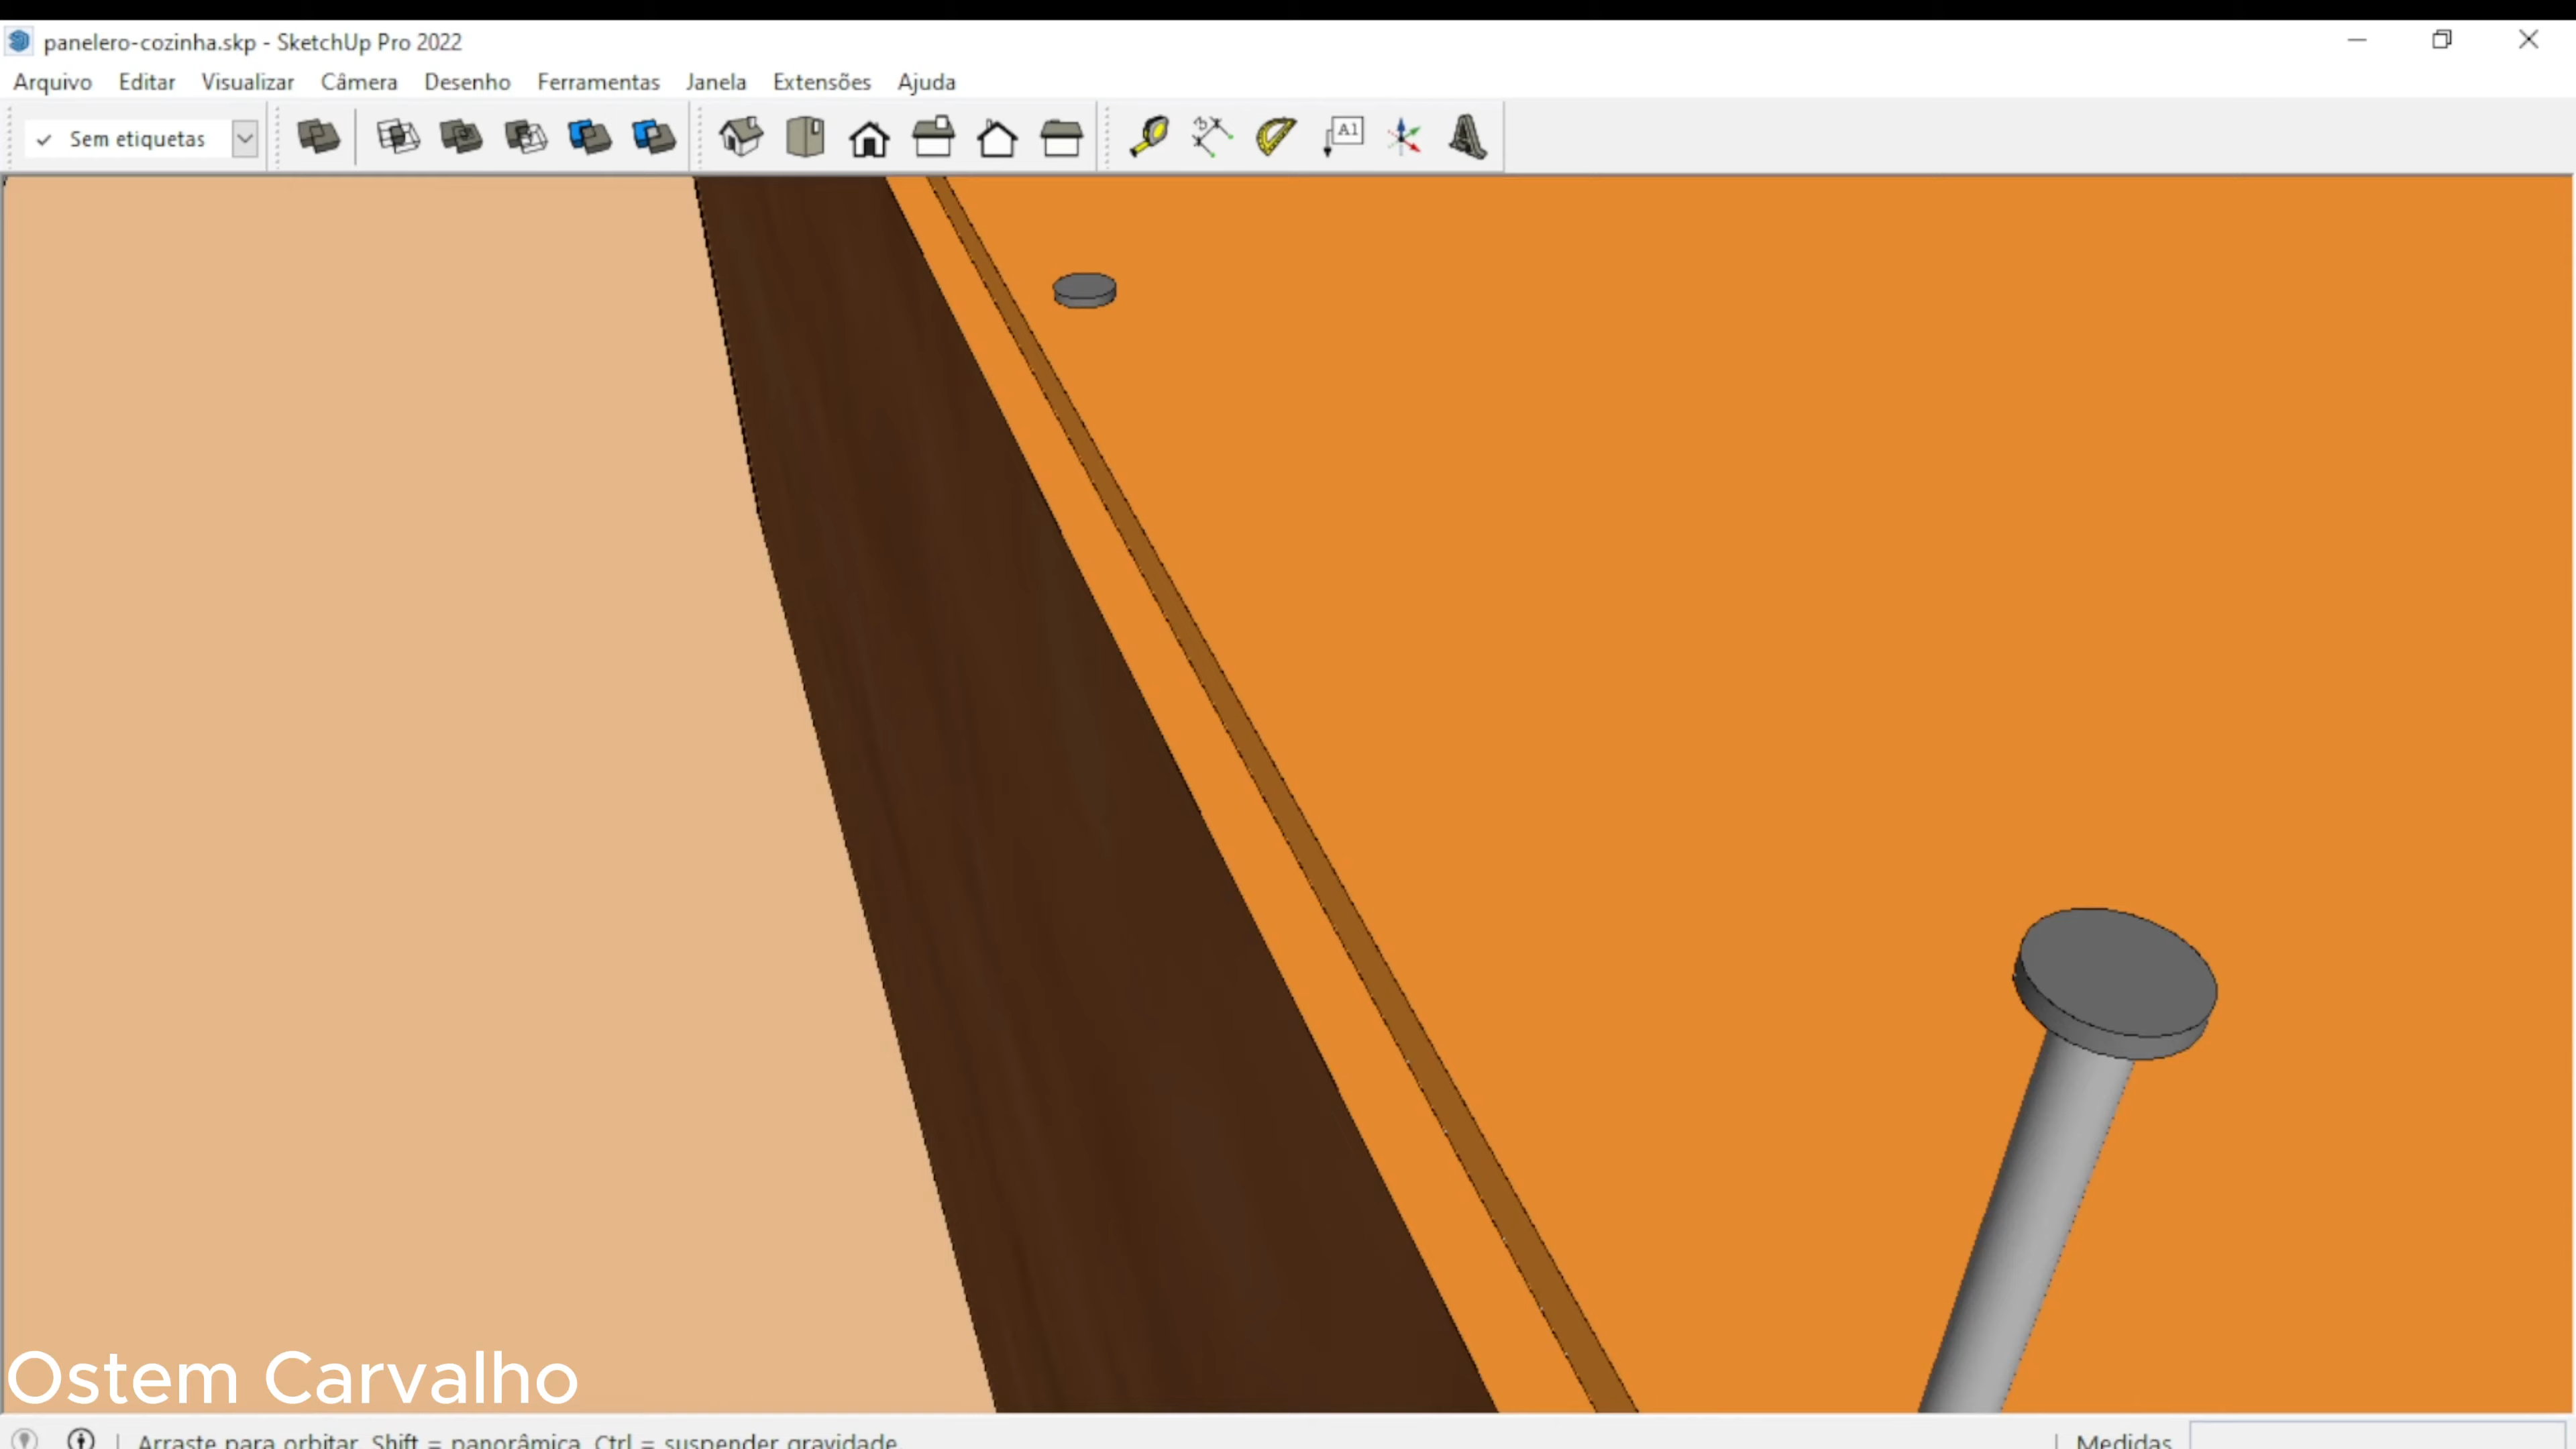 panelero-cozinha.skp - SketchUp Pro 2022
Arquivo Editar Visualizar Câmera Desenho Ferramentas Janela Extensões Ajuda
Sem etiquetas
A1
Ostem Carvalho
Arraste para orbitar. Shift = panorâmica, Ctrl = suspender gravidade
Medidas